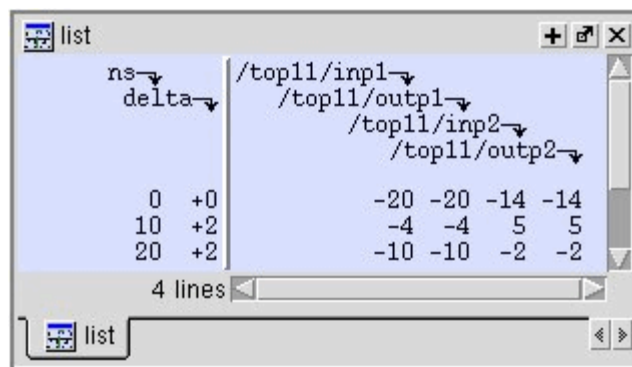 list
ns /top11/inp1
delta /top11/outp1
/top11/inp2
/top11/outp2
0 +0 -20 -20 -14 -14
10 +2 -4 -4 5 5
20 +2 -10 -10 -2 -2
4 lines
list